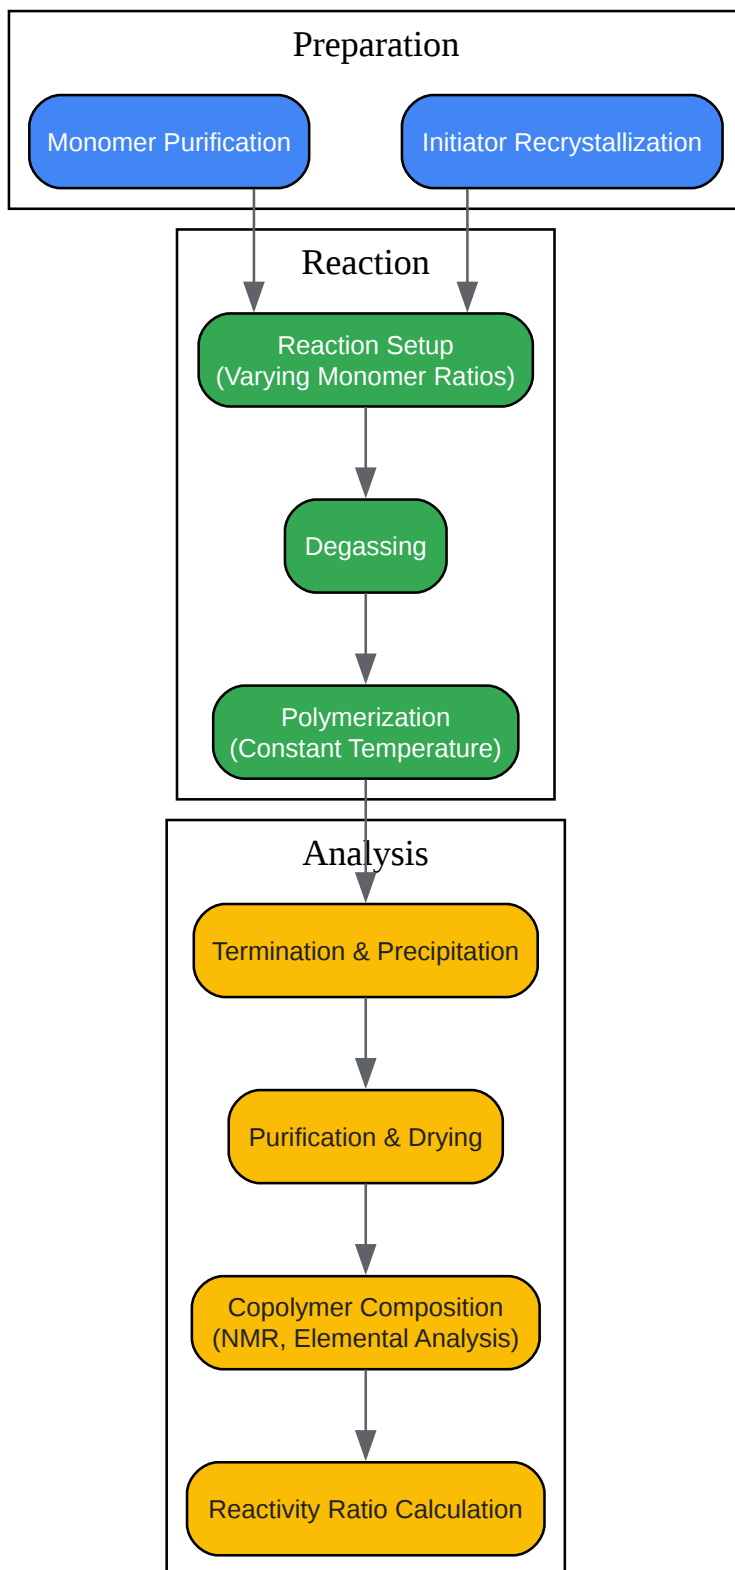 Preparation
Monomer Purification
Initiator Recrystallization
Reaction
Reaction Setup
(Varying Monomer Ratios)
Degassing
Polymerization
(Constant Temperature)
Analysis
Termination & Precipitation
Purification & Drying
Copolymer Composition
(NMR, Elemental Analysis)
Reactivity Ratio Calculation